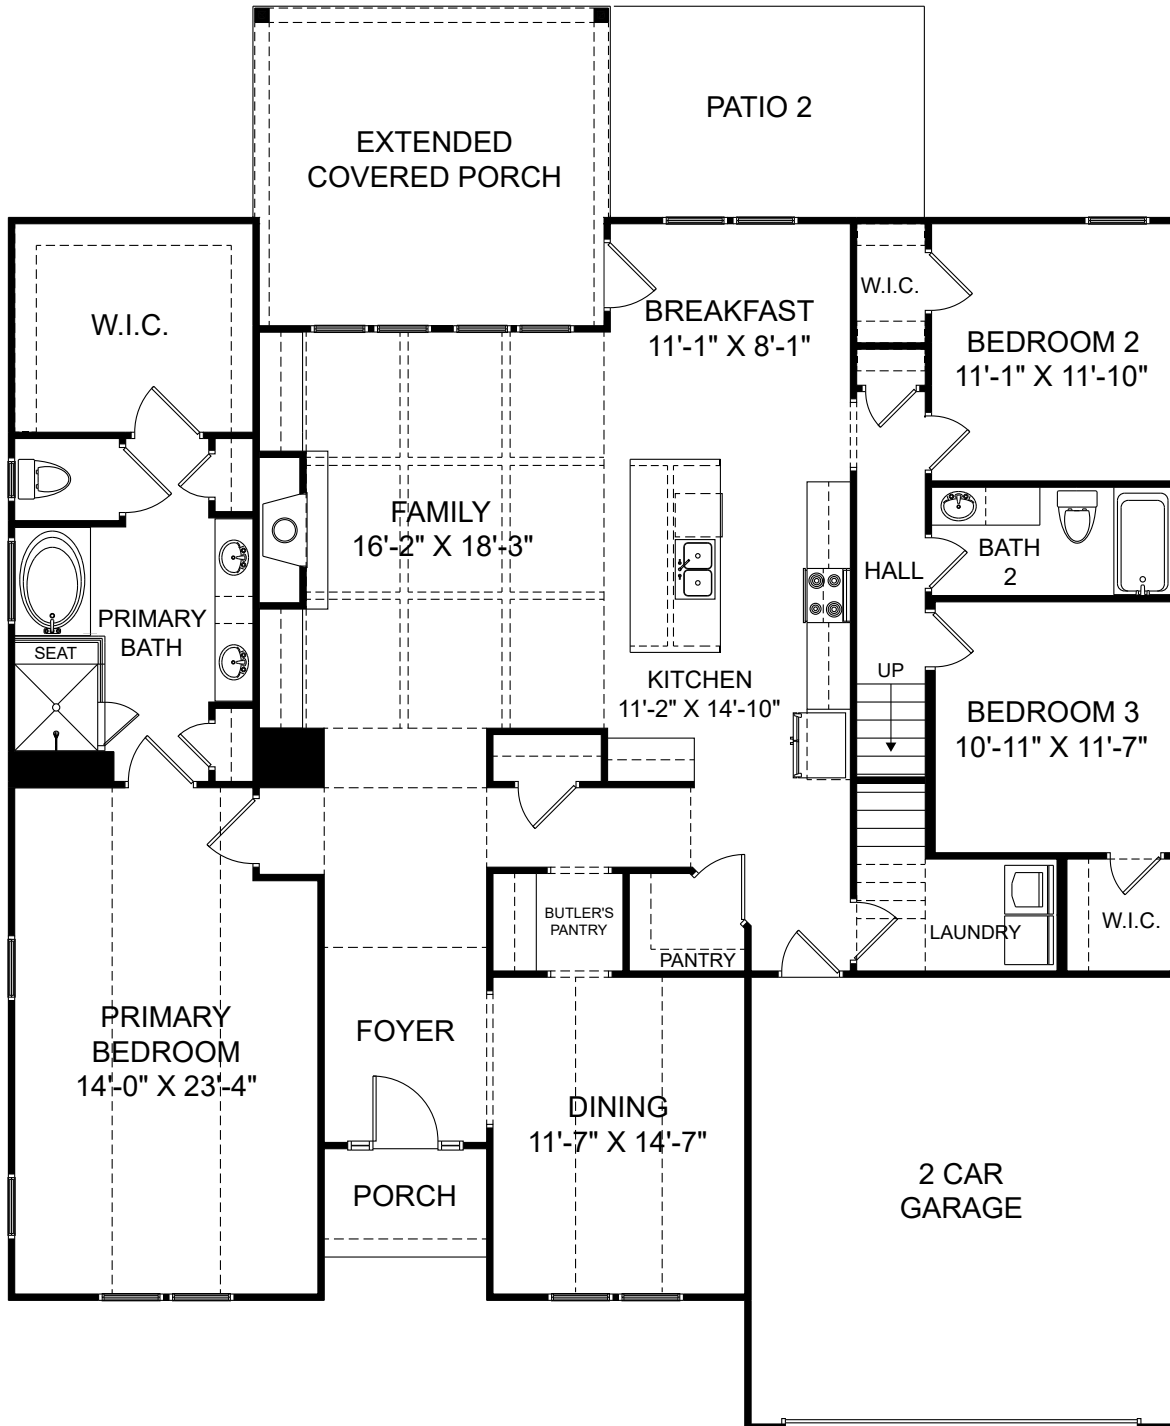 PATIO 2
EXTENDED
COVERED PORCH
W.I.C.
W.I.C.
BREAKFAST
11'-1" X 8'-1"
BEDROOM 2
11'-1" X 11'-10"
FAMILY
16'-2" X 18'-3"
HALL
BATH
2
PRIMARY
BATH
SEAT
UP
KITCHEN
11'-2" X 14'-10"
BEDROOM 3
10'-11" X 11'-7"
BUTLER'S
PANTRY
PANTRY
LAUNDRY
W.I.C.
PRIMARY
BEDROOM
14'-0" X 23'-4"
FOYER
DINING
11'-7" X 14'-7"
PORCH
2 CAR
GARAGE